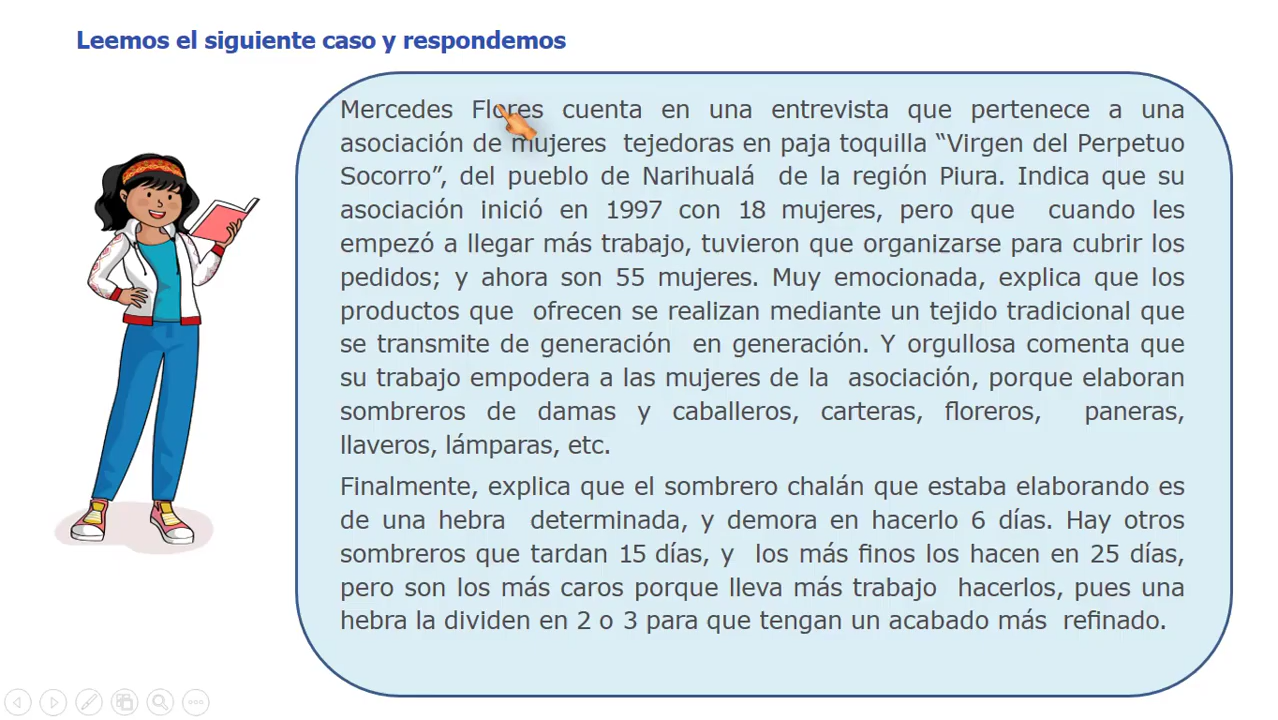 Leemos el siguiente caso y respondemos
Mercedes Flores cuenta en una entrevista que pertenece a una
asociación de mujeres tejedoras en paja toquilla “Virgen del Perpetuo
Socorro”, del pueblo de Narihualá de la región Piura. Indica que su
asociación inició en 1997 con 18 mujeres, pero que cuando les
empezó a llegar más trabajo, tuvieron que organizarse para cubrir los
pedidos; y ahora son 55 mujeres. Muy emocionada, explica que los
productos que ofrecen se realizan mediante un tejido tradicional que
se transmite de generación en generación. Y orgullosa comenta que
su trabajo empodera a las mujeres de la asociación, porque elaboran
sombreros de damas y caballeros, carteras, floreros, paneras,
llaveros, lámparas, etc.
Finalmente, explica que el sombrero chalán que estaba elaborando es
de una hebra determinada, y demora en hacerlo 6 días. Hay otros
sombreros que tardan 15 días, y los más finos los hacen en 25 días,
pero son los más caros porque lleva más trabajo hacerlos, pues una
hebra la dividen en 2 o 3 para que tengan un acabado más refinado.